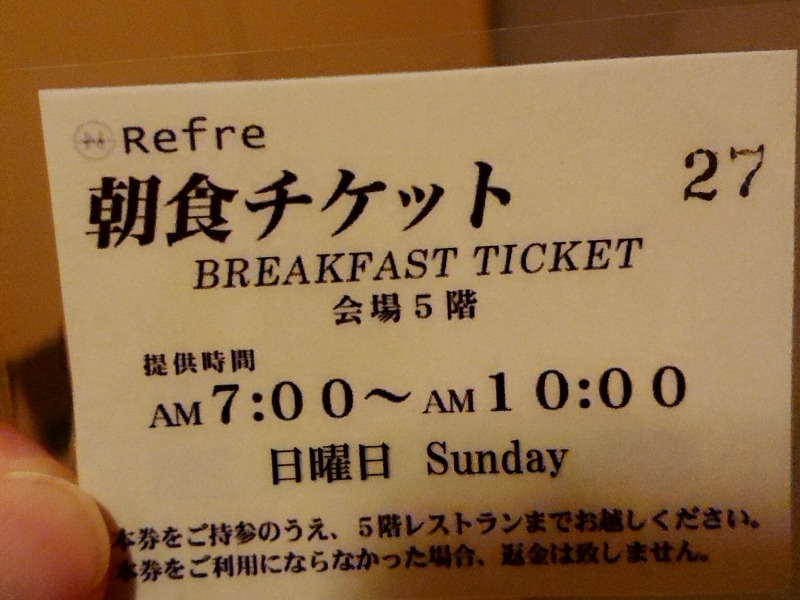 Refre
27
朝食チケット
BREAKFAST TICKET
会場5階
提供時間
AM7:00～AM10:00
日曜日 Sunday
本券をご持参のうえ、5階レストランまでお越しください。
本券をご利用にならなかった場合、返金は致しません。